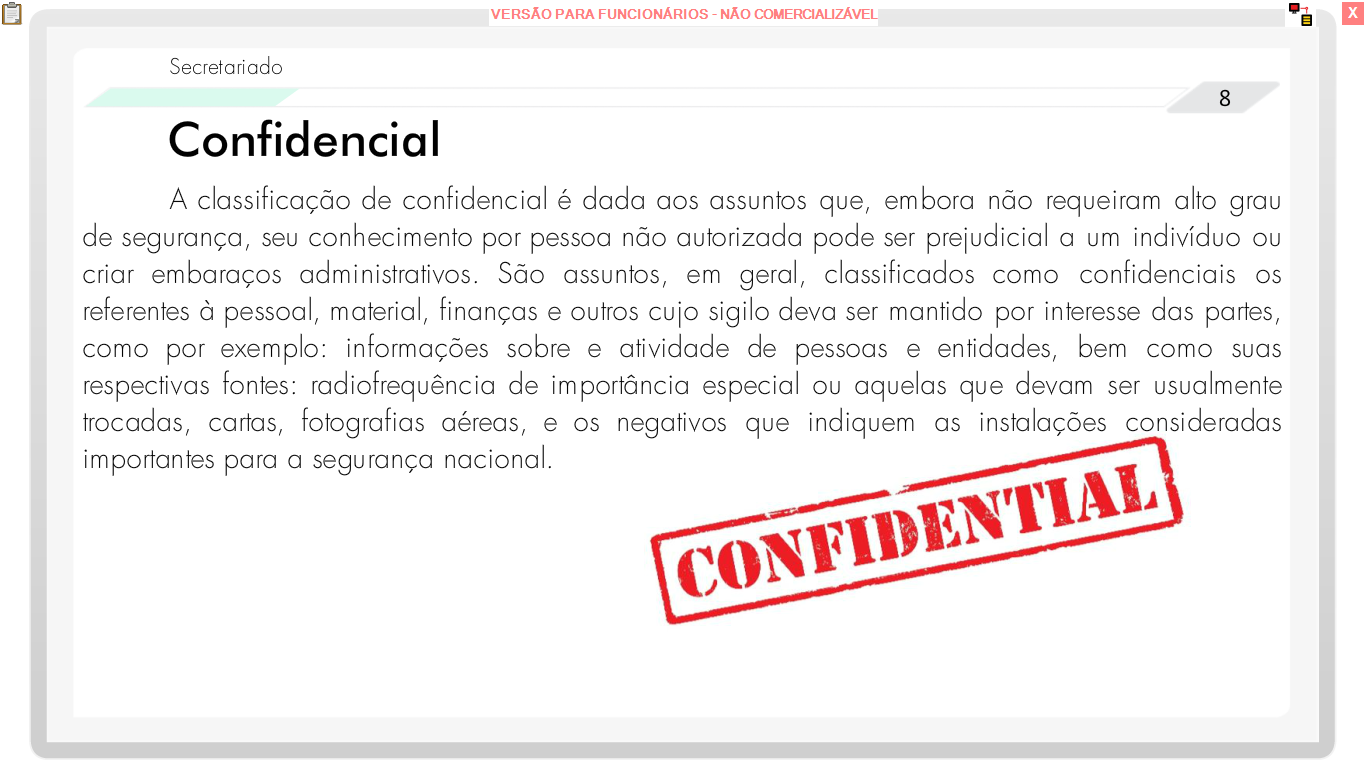 VERSÃO PARA FUNCIONÁRIOS - NÃO COMERCIALIZÁVEL
X
Secretariado
8
Confidencial
A classificação de confidencial é dada aos assuntos que, embora não requeiram alto grau
de segurança, seu conhecimento por pessoa não autorizada pode ser prejudicial a um indivíduo ou
criar embaraços administrativos. São assuntos, em geral, classificados como confidenciais os
referentes à pessoal, material, finanças e outros cujo sigilo deva ser mantido por interesse das partes,
como por exemplo: informações sobre e atividade de pessoas e entidades, bem como suas
respectivas fontes: radiofrequência de importância especial ou aquelas que devam ser usualmente
trocadas, cartas, fotografias aéreas, e os negativos que indiquem as instalações consideradas
importantes para a segurança nacional.
CONFIDENTIAL